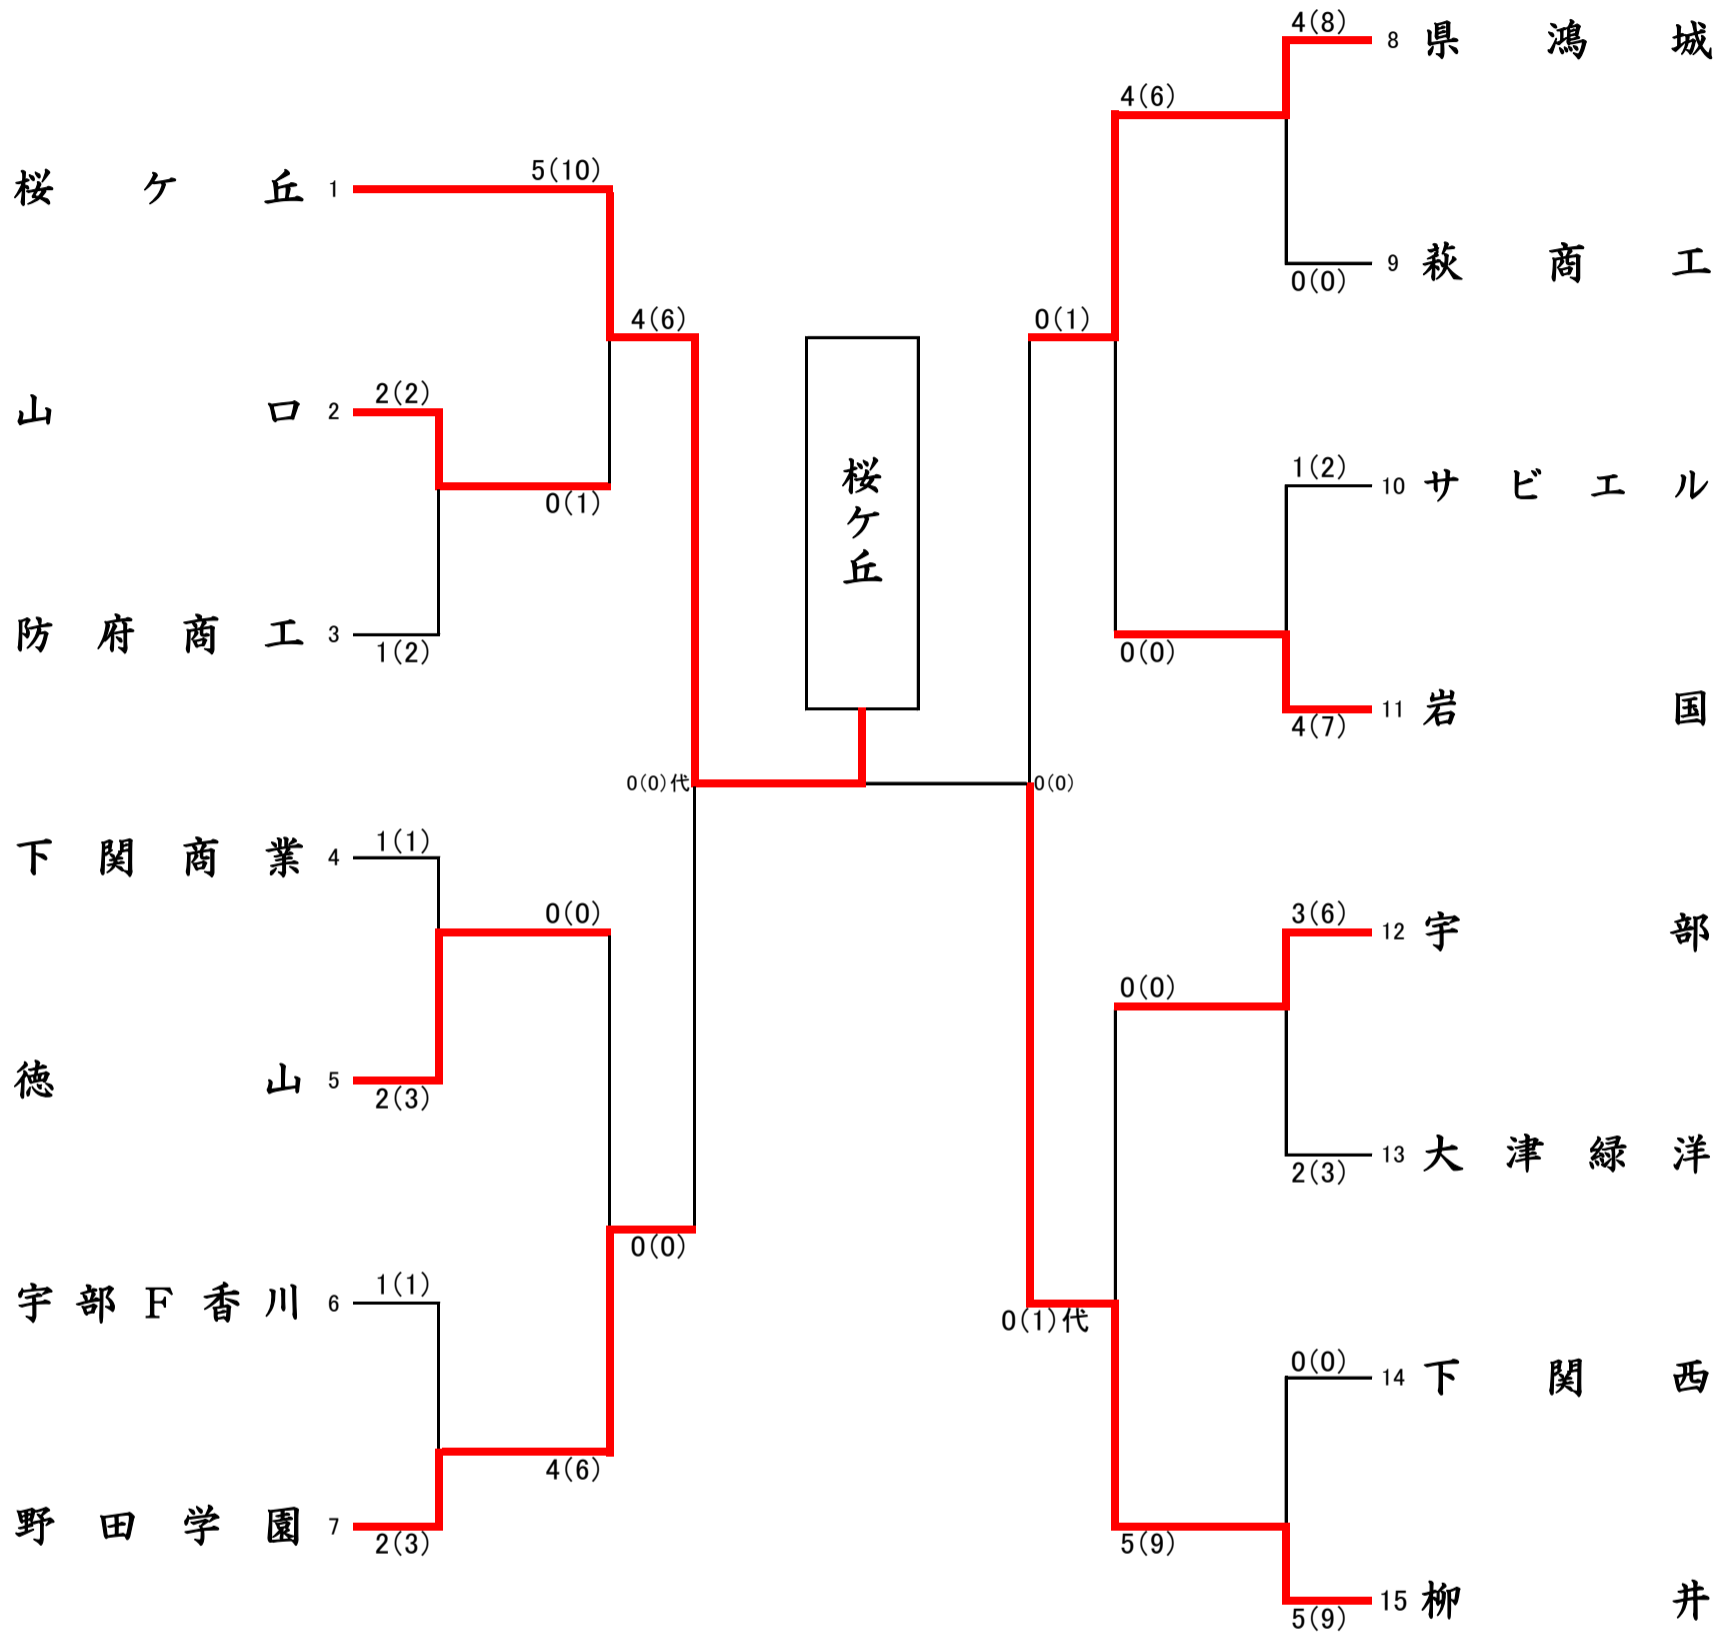 4(8)
8 県鴻城
4(6)
5(10)
桜ケ丘 1
9 萩商工
0(0)
4(6)
0(1)
2(2)
山口 2
桜ケ丘
1(2)
10 サビエル
0(1)
防府商工 3
1(2)
0(0)
11 岩国
4(7)
0(0)代
0(0)
1(1)
下関商業 4
0(0)
3(6)
12 宇部
0(0)
徳山 5
2(3)
13 大津緑洋
2(3)
0(0)
1(1)
宇部F香川 6
0(1)代
0(0)
14 下関西
4(6)
野田学園 7
2(3)
5(9)
15 柳井
5(9)